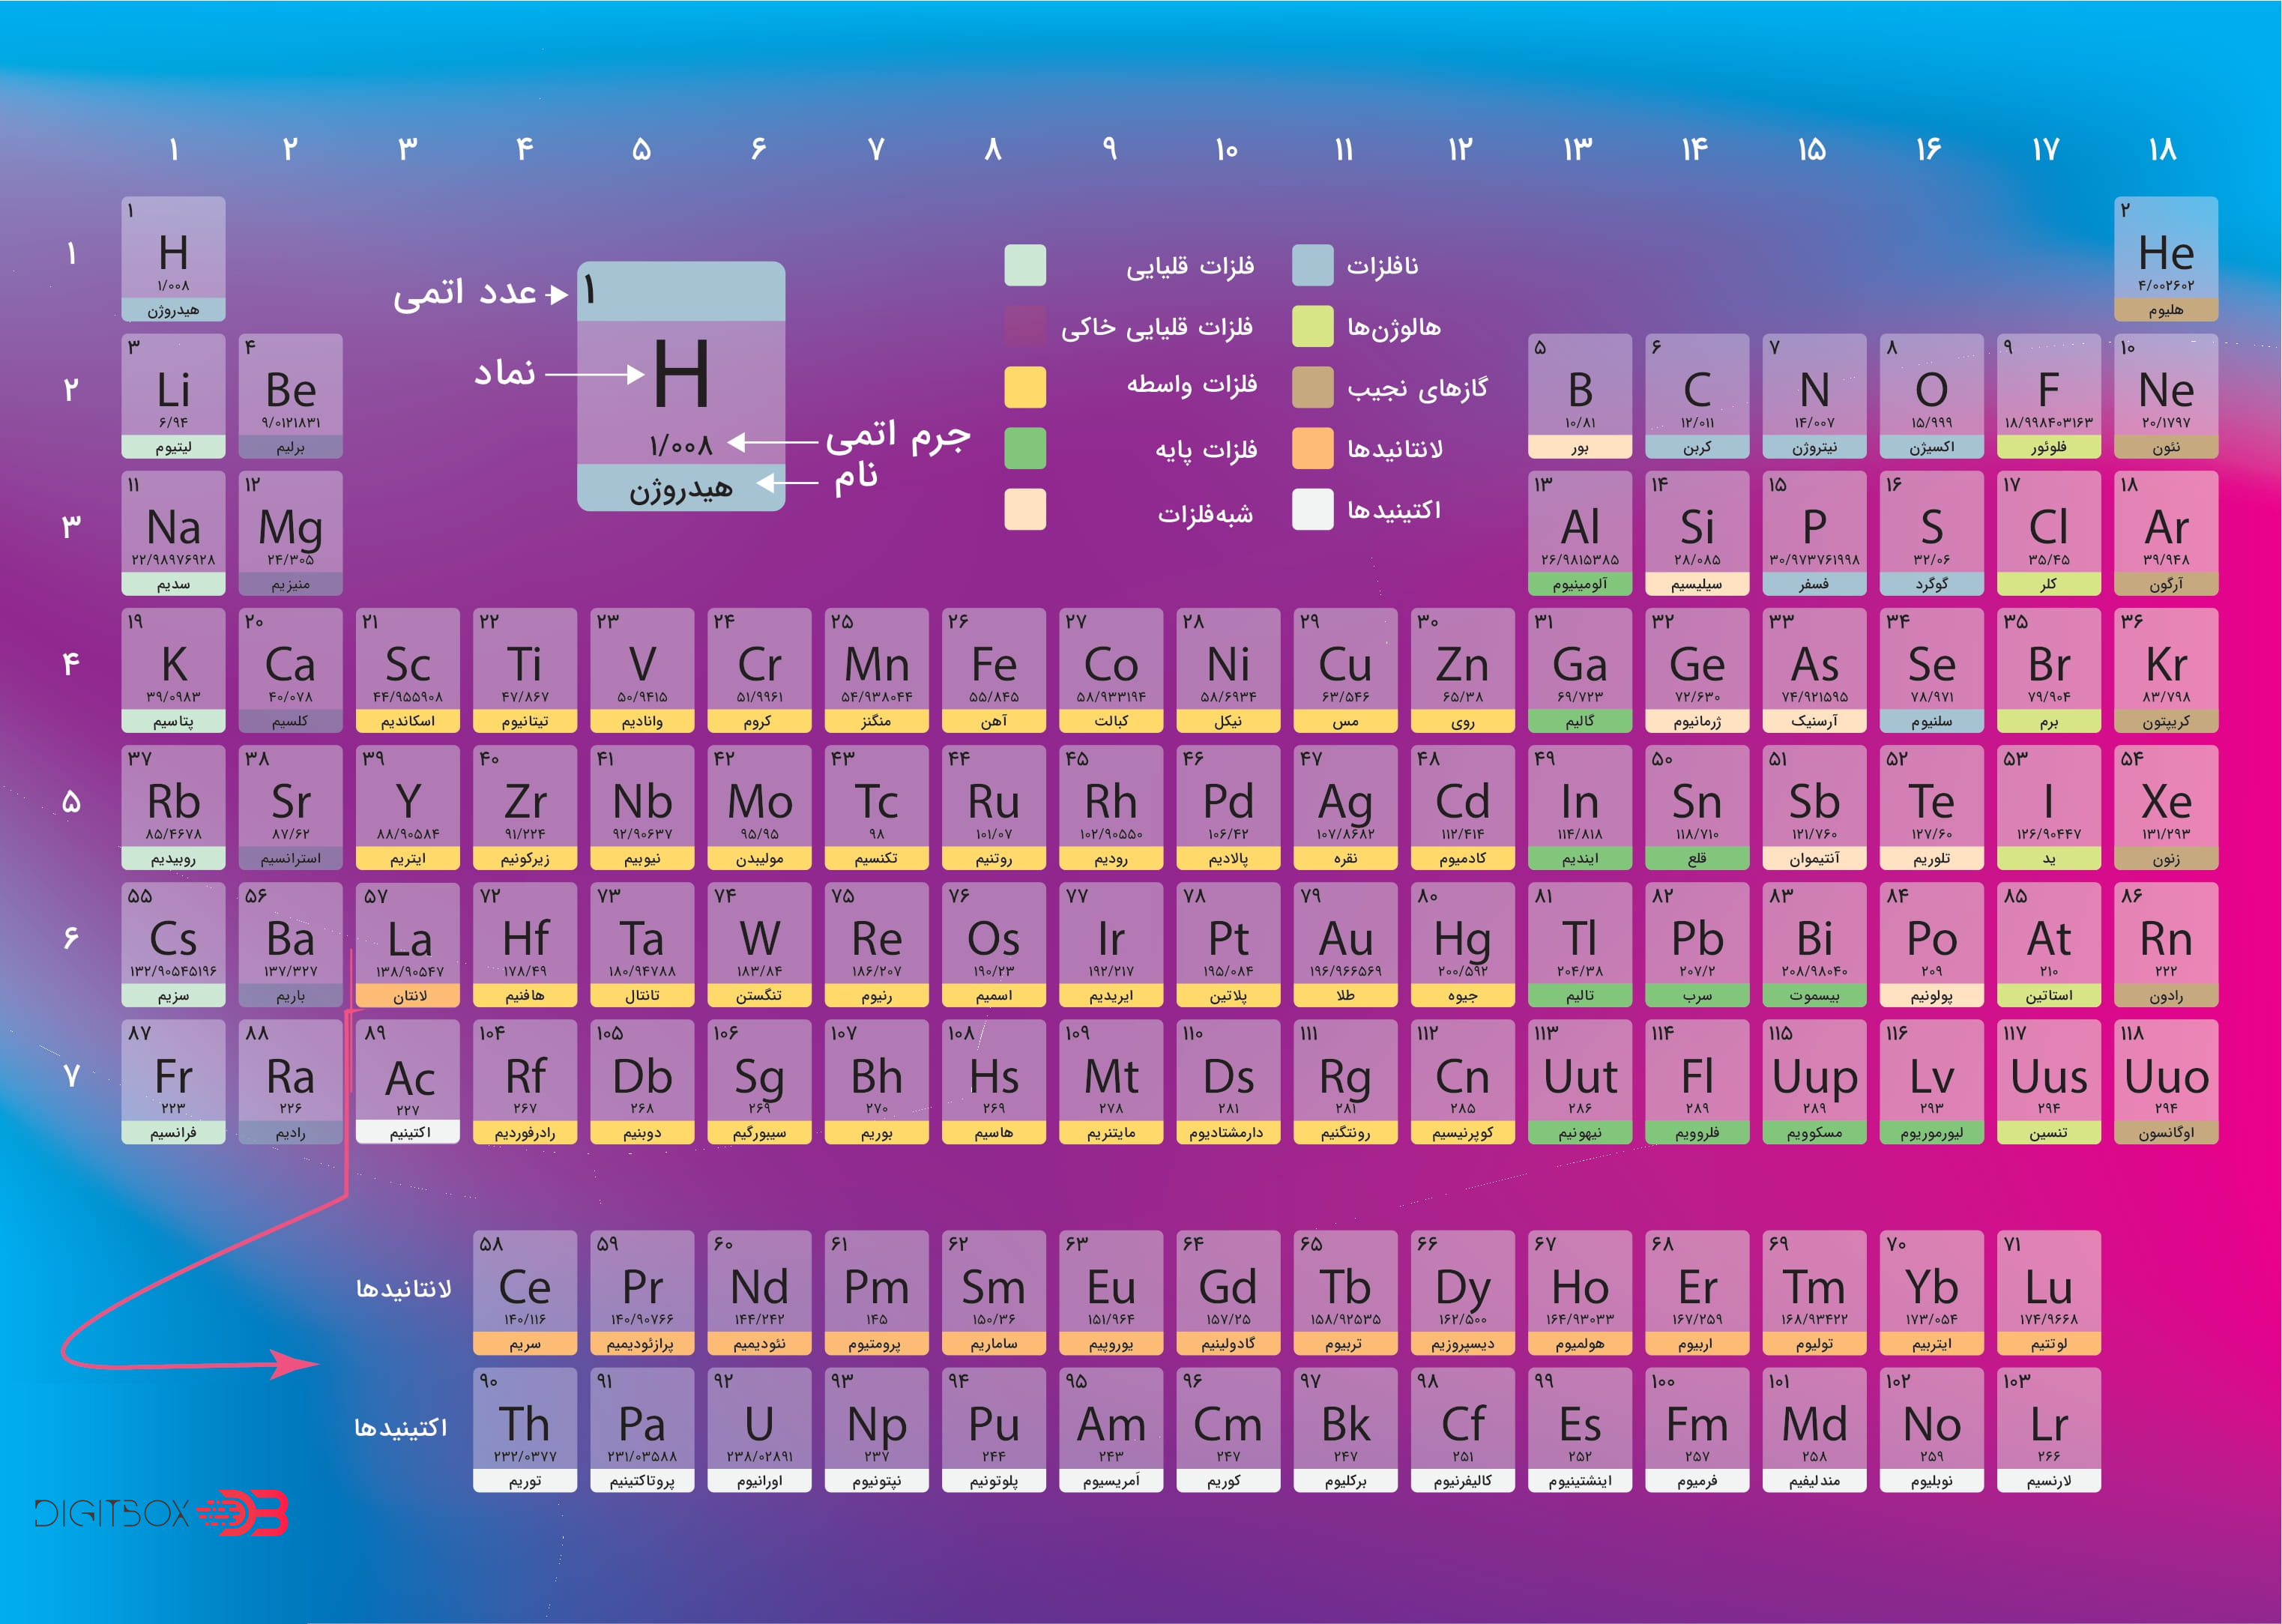 ۱ ۲ ۳ ۴ ۵ ۶ ۷ ۸ ۹ ۱۰ ۱۱ ۱۲ ۱۳ ۱۴ ۱۵ ۱۶ ۱۷ ۱۸
۱
۱ H ۱/۰۰۸ هیدروژن
۲ He ۴/۰۰۲۶۰۲ هلیوم
عدد اتمی
نماد
جرم اتمی
نام
۱
H
۱/۰۰۸
هیدروژن
فلزات قلیایی
فلزات قلیایی خاکی
فلزات واسطه
فلزات پایه
شبه‌فلزات
نافلزات
هالوژن‌ها
گازهای نجیب
لانتانیدها
اکتینیدها
۲
۳ Li ۶/۹۴ لیتیوم
۴ Be ۹/۰۱۲۱۸۳۱ برلیم
۵ B ۱۰/۸۱ بور
۶ C ۱۲/۰۱۱ کربن
۷ N ۱۴/۰۰۷ نیتروژن
۸ O ۱۵/۹۹۹ اکسیژن
۹ F ۱۸/۹۹۸۴۰۳۱۶۳ فلوئور
۱۰ Ne ۲۰/۱۷۹۷ نئون
۳
۱۱ Na ۲۲/۹۸۹۷۶۹۲۸ سدیم
۱۲ Mg ۲۴/۳۰۵ منیزیم
۱۳ Al ۲۶/۹۸۱۵۳۸۵ آلومینیوم
۱۴ Si ۲۸/۰۸۵ سیلیسیم
۱۵ P ۳۰/۹۷۳۷۶۱۹۹۸ فسفر
۱۶ S ۳۲/۰۶ گوگرد
۱۷ Cl ۳۵/۴۵ کلر
۱۸ Ar ۳۹/۹۴۸ آرگون
۴
۱۹ K ۳۹/۰۹۸۳ پتاسیم
۲۰ Ca ۴۰/۰۷۸ کلسیم
۲۱ Sc ۴۴/۹۵۵۹۰۸ اسکاندیم
۲۲ Ti ۴۷/۸۶۷ تیتانیوم
۲۳ V ۵۰/۹۴۱۵ وانادیم
۲۴ Cr ۵۱/۹۹۶۱ کروم
۲۵ Mn ۵۴/۹۳۸۰۴۴ منگنز
۲۶ Fe ۵۵/۸۴۵ آهن
۲۷ Co ۵۸/۹۳۳۱۹۴ کبالت
۲۸ Ni ۵۸/۶۹۳۴ نیکل
۲۹ Cu ۶۳/۵۴۶ مس
۳۰ Zn ۶۵/۳۸ روی
۳۱ Ga ۶۹/۷۲۳ گالیم
۳۲ Ge ۷۲/۶۳۰ ژرمانیوم
۳۳ As ۷۴/۹۲۱۵۹۵ آرسنیک
۳۴ Se ۷۸/۹۷۱ سلنیوم
۳۵ Br ۷۹/۹۰۴ برم
۳۶ Kr ۸۳/۷۹۸ کریپتون
۵
۳۷ Rb ۸۵/۴۶۷۸ روبیدیم
۳۸ Sr ۸۷/۶۲ استرانسیم
۳۹ Y ۸۸/۹۰۵۸۴ ایتریم
۴۰ Zr ۹۱/۲۲۴ زیرکونیم
۴۱ Nb ۹۲/۹۰۶۳۷ نیوبیم
۴۲ Mo ۹۵/۹۵ مولیبدن
۴۳ Tc ۹۸ تکنسیم
۴۴ Ru ۱۰۱/۰۷ روتنیم
۴۵ Rh ۱۰۲/۹۰۵۵۰ رودیم
۴۶ Pd ۱۰۶/۴۲ پالادیم
۴۷ Ag ۱۰۷/۸۶۸۲ نقره
۴۸ Cd ۱۱۲/۴۱۴ کادمیوم
۴۹ In ۱۱۴/۸۱۸ ایندیم
۵۰ Sn ۱۱۸/۷۱۰ قلع
۵۱ Sb ۱۲۱/۷۶۰ آنتیموان
۵۲ Te ۱۲۷/۶۰ تلوریم
۵۳ I ۱۲۶/۹۰۴۴۷ ید
۵۴ Xe ۱۳۱/۲۹۳ زنون
۶
۵۵ Cs ۱۳۲/۹۰۵۴۵۱۹۶ سزیم
۵۶ Ba ۱۳۷/۳۲۷ باریم
۵۷ La ۱۳۸/۹۰۵۴۷ لانتان
۷۲ Hf ۱۷۸/۴۹ هافنیم
۷۳ Ta ۱۸۰/۹۴۷۸۸ تانتال
۷۴ W ۱۸۳/۸۴ تنگستن
۷۵ Re ۱۸۶/۲۰۷ رنیوم
۷۶ Os ۱۹۰/۲۳ اسمیم
۷۷ Ir ۱۹۲/۲۱۷ ایریدیم
۷۸ Pt ۱۹۵/۰۸۴ پلاتین
۷۹ Au ۱۹۶/۹۶۶۵۶۹ طلا
۸۰ Hg ۲۰۰/۵۹۲ جیوه
۸۱ Tl ۲۰۴/۳۸ تالیم
۸۲ Pb ۲۰۷/۲ سرب
۸۳ Bi ۲۰۸/۹۸۰۴۰ بیسموت
۸۴ Po ۲۰۹ پولونیم
۸۵ At ۲۱۰ استاتین
۸۶ Rn ۲۲۲ رادون
۷
۸۷ Fr ۲۲۳ فرانسیم
۸۸ Ra ۲۲۶ رادیم
۸۹ Ac ۲۲۷ اکتینیم
۱۰۴ Rf ۲۶۷ رادرفوردیم
۱۰۵ Db ۲۶۸ دوبنیم
۱۰۶ Sg ۲۶۹ سیبورگیم
۱۰۷ Bh ۲۷۰ بوریم
۱۰۸ Hs ۲۶۹ هاسیم
۱۰۹ Mt ۲۷۸ مایتنریم
۱۱۰ Ds ۲۸۱ دارمشتادیوم
۱۱۱ Rg ۲۸۱ رونتگنیم
۱۱۲ Cn ۲۸۵ کوپرنیسیم
۱۱۳ Uut ۲۸۶ نیهونیم
۱۱۴ Fl ۲۸۹ فلروویم
۱۱۵ Uup ۲۸۹ مسکوویم
۱۱۶ Lv ۲۹۳ لیورموریوم
۱۱۷ Uus ۲۹۴ تنسین
۱۱۸ Uuo ۲۹۴ اوگانسون
لانتانیدها
۵۸ Ce ۱۴۰/۱۱۶ سریم
۵۹ Pr ۱۴۰/۹۰۷۶۶ پرازئودیمیم
۶۰ Nd ۱۴۴/۲۴۲ نئودیمیم
۶۱ Pm ۱۴۵ پرومتیوم
۶۲ Sm ۱۵۰/۳۶ ساماریم
۶۳ Eu ۱۵۱/۹۶۴ یوروپیم
۶۴ Gd ۱۵۷/۲۵ گادولینیم
۶۵ Tb ۱۵۸/۹۲۵۳۵ تربیوم
۶۶ Dy ۱۶۲/۵۰۰ دیسپروزیم
۶۷ Ho ۱۶۴/۹۳۰۳۳ هولمیوم
۶۸ Er ۱۶۷/۲۵۹ اربیوم
۶۹ Tm ۱۶۸/۹۳۴۲۲ تولیوم
۷۰ Yb ۱۷۳/۰۵۴ ایتربیم
۷۱ Lu ۱۷۴/۹۶۶۸ لوتتیم
اکتینیدها
۹۰ Th ۲۳۲/۰۳۷۷ توریم
۹۱ Pa ۲۳۱/۰۳۵۸۸ پروتاکتینیم
۹۲ U ۲۳۸/۰۲۸۹۱ اورانیوم
۹۳ Np ۲۳۷ نپتونیوم
۹۴ Pu ۲۴۴ پلوتونیم
۹۵ Am ۲۴۳ آمریسیوم
۹۶ Cm ۲۴۷ کوریم
۹۷ Bk ۲۴۷ برکلیوم
۹۸ Cf ۲۵۱ کالیفرنیوم
۹۹ Es ۲۵۲ اینشتینیوم
۱۰۰ Fm ۲۵۷ فرمیوم
۱۰۱ Md ۲۵۸ مندلیفیم
۱۰۲ No ۲۵۹ نوبلیوم
۱۰۳ Lr ۲۶۶ لارنسیم
DIGITBOX DB